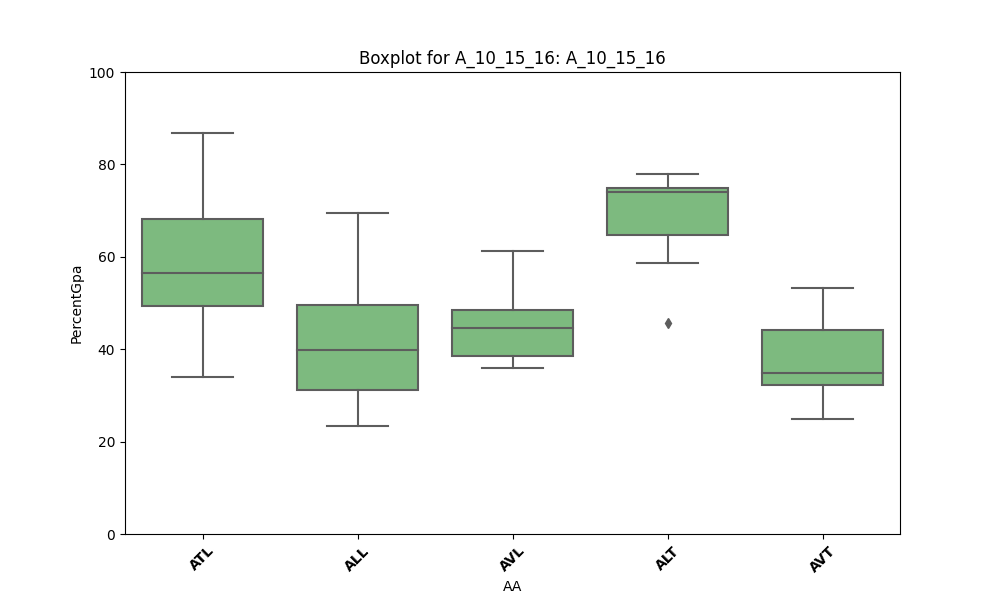 Boxplot for A_10_15_16: A_10_15_16
100
80
60
40
20
0
PercentGpa
ATL
ALL
AVL
ALT
AVT
AA